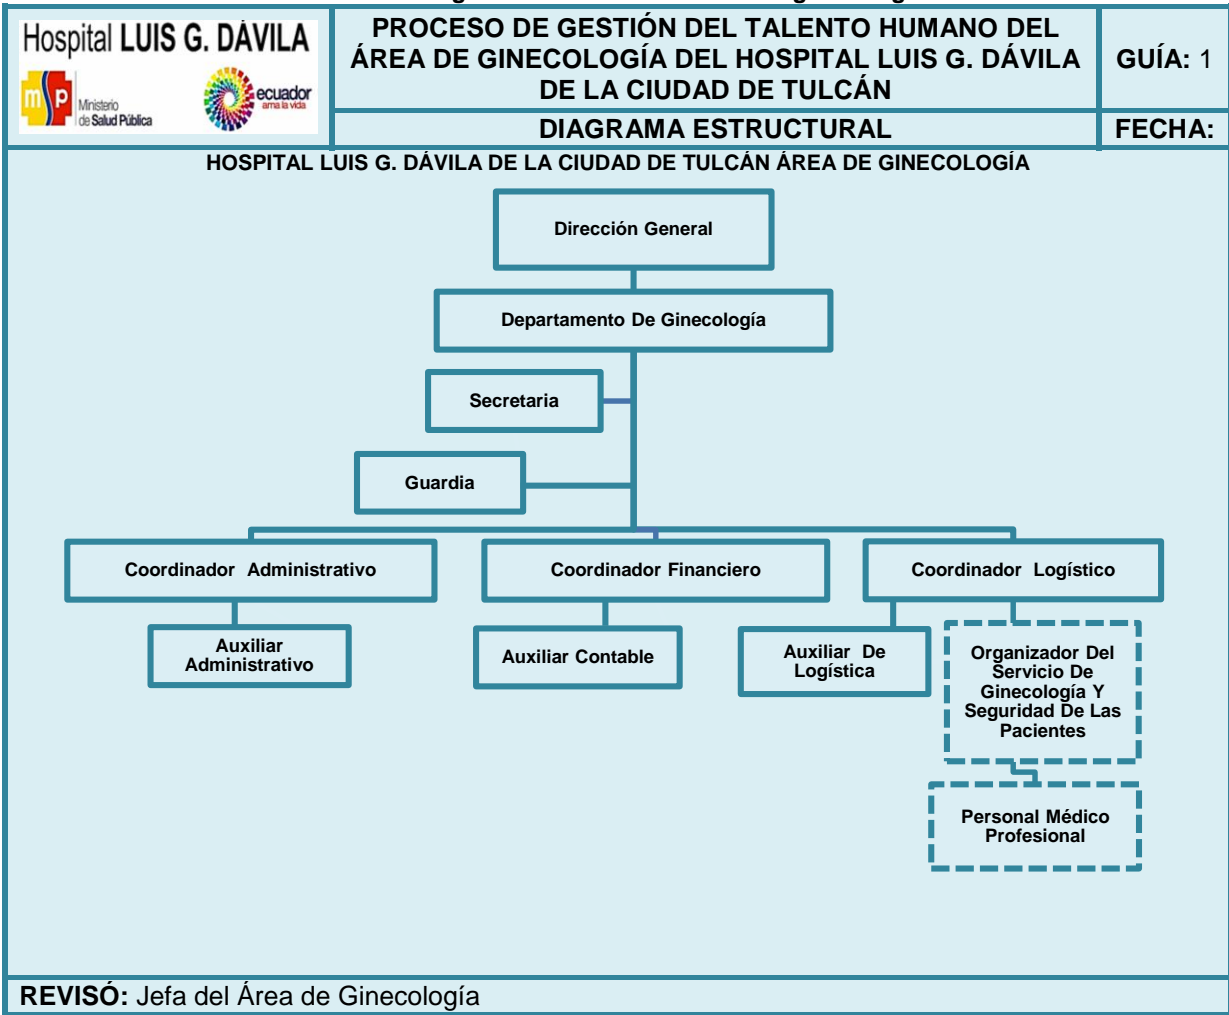 Hospital LUIS G. DÁVILA
Ministerio
de Salud Pública
ecuador
ama la vida
PROCESO DE GESTIÓN DEL TALENTO HUMANO DEL
ÁREA DE GINECOLOGÍA DEL HOSPITAL LUIS G. DÁVILA
DE LA CIUDAD DE TULCÁN
GUÍA: 1
DIAGRAMA ESTRUCTURAL
FECHA:
HOSPITAL LUIS G. DÁVILA DE LA CIUDAD DE TULCÁN ÁREA DE GINECOLOGÍA
Dirección General
Departamento De Ginecología
Secretaria
Guardia
Coordinador Administrativo
Coordinador Financiero
Coordinador Logístico
Auxiliar
Administrativo
Auxiliar Contable
Auxiliar De
Logística
Organizador Del
Servicio De
Ginecología Y
Seguridad De Las
Pacientes
Personal Médico
Profesional
REVISÓ: Jefa del Área de Ginecología